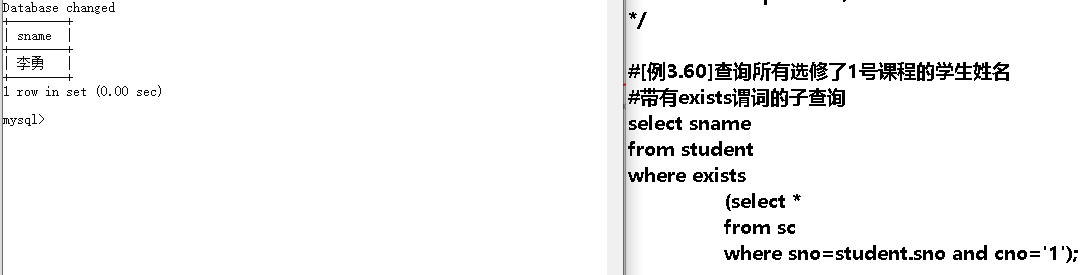 Database changed
+-------+
| sname |
+-------+
| 李勇 |
+-------+
1 row in set (0.00 sec)
mysql>
*/
#[例3.60]查询所有选修了1号课程的学生姓名
#带有exists谓词的子查询
select sname
from student
where exists
(select *
from sc
where sno=student.sno and cno='1');